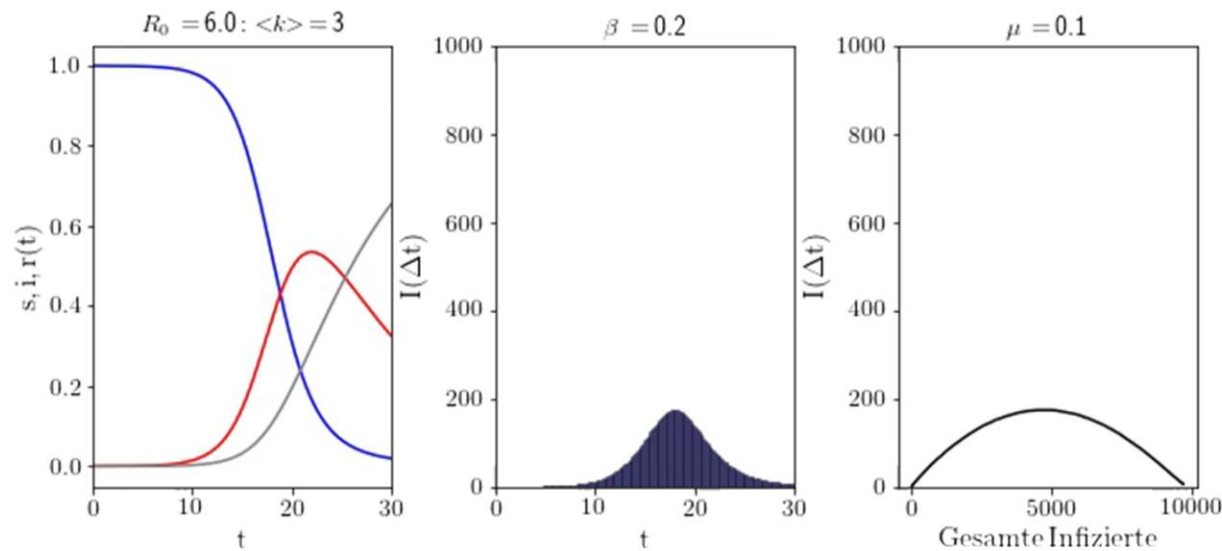 R₀ = 6.0 : <k> = 3
s, i, r(t)
1.0
0.8
0.6
0.4
0.2
0.0
0 10 20 30
t
β = 0.2
I(Δt)
1000
800
600
400
200
0
0 10 20 30
t
μ = 0.1
I(Δt)
1000
800
600
400
200
0
0 5000 10000
Gesamte Infizierte